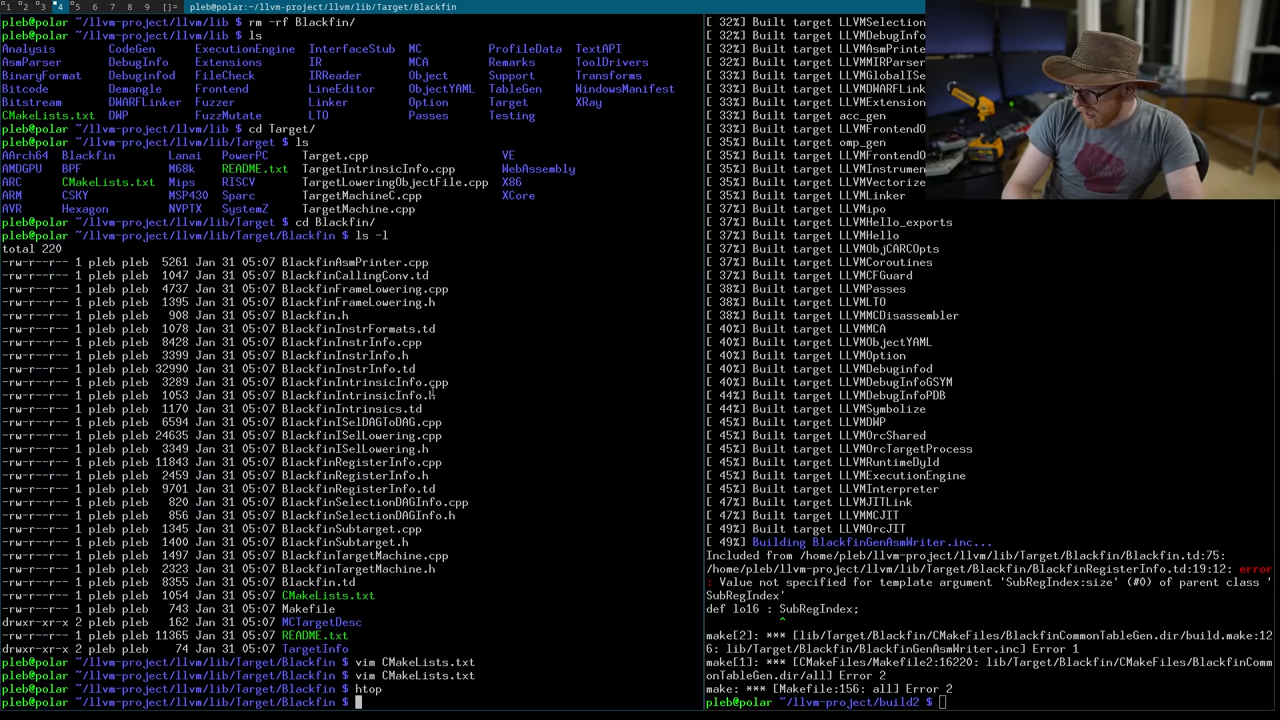 1 2 3 4 5 6 7 8 9 []= pleb@polar:~/llvm-project/llvm/lib/Target/Blackfin
pleb@polar ~/llvm-project/llvm/lib $ rm -rf Blackfin/
pleb@polar ~/llvm-project/llvm/lib $ ls
Analysis CodeGen ExecutionEngine InterfaceStub MC ProfileData TextAPI
AsmParser DebugInfo Extensions IR MCA Remarks ToolDrivers
BinaryFormat Debuginfod FileCheck IRReader Object Support Transforms
Bitcode Demangle Frontend LineEditor ObjectYAML TableGen WindowsManifest
Bitstream DWARFLinker Fuzzer Linker Option Target XRay
CMakeLists.txt DWP FuzzMutate LTO Passes Testing
pleb@polar ~/llvm-project/llvm/lib $ cd Target/
pleb@polar ~/llvm-project/llvm/lib/Target $ ls
AArch64 Blackfin Lanai PowerPC Target.cpp VE
AMDGPU BPF M68k README.txt TargetIntrinsicInfo.cpp WebAssembly
ARC CMakeLists.txt Mips RISCV TargetLoweringObjectFile.cpp X86
ARM CSKY MSP430 Sparc TargetMachineC.cpp XCore
AVR Hexagon NVPTX SystemZ TargetMachine.cpp
pleb@polar ~/llvm-project/llvm/lib/Target $ cd Blackfin/
pleb@polar ~/llvm-project/llvm/lib/Target/Blackfin $ ls -l
total 220
-rw-r--r-- 1 pleb pleb 5261 Jan 31 05:07 BlackfinAsmPrinter.cpp
-rw-r--r-- 1 pleb pleb 1047 Jan 31 05:07 BlackfinCallingConv.td
-rw-r--r-- 1 pleb pleb 4737 Jan 31 05:07 BlackfinFrameLowering.cpp
-rw-r--r-- 1 pleb pleb 1395 Jan 31 05:07 BlackfinFrameLowering.h
-rw-r--r-- 1 pleb pleb 908 Jan 31 05:07 Blackfin.h
-rw-r--r-- 1 pleb pleb 1078 Jan 31 05:07 BlackfinInstrFormats.td
-rw-r--r-- 1 pleb pleb 8428 Jan 31 05:07 BlackfinInstrInfo.cpp
-rw-r--r-- 1 pleb pleb 3399 Jan 31 05:07 BlackfinInstrInfo.h
-rw-r--r-- 1 pleb pleb 32990 Jan 31 05:07 BlackfinInstrInfo.td
-rw-r--r-- 1 pleb pleb 3289 Jan 31 05:07 BlackfinIntrinsicInfo.cpp
-rw-r--r-- 1 pleb pleb 1053 Jan 31 05:07 BlackfinIntrinsicInfo.h
-rw-r--r-- 1 pleb pleb 1170 Jan 31 05:07 BlackfinIntrinsics.td
-rw-r--r-- 1 pleb pleb 6594 Jan 31 05:07 BlackfinISelDAGToDAG.cpp
-rw-r--r-- 1 pleb pleb 24635 Jan 31 05:07 BlackfinISelLowering.cpp
-rw-r--r-- 1 pleb pleb 3349 Jan 31 05:07 BlackfinISelLowering.h
-rw-r--r-- 1 pleb pleb 11843 Jan 31 05:07 BlackfinRegisterInfo.cpp
-rw-r--r-- 1 pleb pleb 2459 Jan 31 05:07 BlackfinRegisterInfo.h
-rw-r--r-- 1 pleb pleb 9701 Jan 31 05:07 BlackfinRegisterInfo.td
-rw-r--r-- 1 pleb pleb 820 Jan 31 05:07 BlackfinSelectionDAGInfo.cpp
-rw-r--r-- 1 pleb pleb 856 Jan 31 05:07 BlackfinSelectionDAGInfo.h
-rw-r--r-- 1 pleb pleb 1345 Jan 31 05:07 BlackfinSubtarget.cpp
-rw-r--r-- 1 pleb pleb 1400 Jan 31 05:07 BlackfinSubtarget.h
-rw-r--r-- 1 pleb pleb 1497 Jan 31 05:07 BlackfinTargetMachine.cpp
-rw-r--r-- 1 pleb pleb 2323 Jan 31 05:07 BlackfinTargetMachine.h
-rw-r--r-- 1 pleb pleb 8355 Jan 31 05:07 Blackfin.td
-rw-r--r-- 1 pleb pleb 1054 Jan 31 05:07 CMakeLists.txt
-rw-r--r-- 1 pleb pleb 743 Jan 31 05:07 Makefile
drwxr-xr-x 2 pleb pleb 162 Jan 31 05:07 MCTargetDesc
-rw-r--r-- 1 pleb pleb 11365 Jan 31 05:07 README.txt
drwxr-xr-x 2 pleb pleb 74 Jan 31 05:07 TargetInfo
pleb@polar ~/llvm-project/llvm/lib/Target/Blackfin $ vim CMakeLists.txt
pleb@polar ~/llvm-project/llvm/lib/Target/Blackfin $ vim CMakeLists.txt
pleb@polar ~/llvm-project/llvm/lib/Target/Blackfin $ htop
pleb@polar ~/llvm-project/llvm/lib/Target/Blackfin $
[ 32%] Built target LLVMSelection
[ 32%] Built target LLVMDebugInfo
[ 32%] Built target LLVMAsmPrinte
[ 32%] Built target LLVMMIRParser
[ 33%] Built target LLVMGlobalISe
[ 33%] Built target LLVMDWARFLink
[ 33%] Built target LLVMExtension
[ 33%] Built target acc_gen
[ 33%] Built target LLVMFrontendO
[ 35%] Built target omp_gen
[ 35%] Built target LLVMFrontendO
[ 35%] Built target LLVMInstrumen
[ 35%] Built target LLVMVectorize
[ 35%] Built target LLVMLinker
[ 37%] Built target LLVMipo
[ 37%] Built target LLVMHello_exports
[ 37%] Built target LLVMHello
[ 37%] Built target LLVMObjCARCOpts
[ 37%] Built target LLVMCoroutines
[ 37%] Built target LLVMCFGuard
[ 37%] Built target LLVMPasses
[ 38%] Built target LLVMLTO
[ 38%] Built target LLVMMCDisassembler
[ 40%] Built target LLVMMCA
[ 40%] Built target LLVMObjectYAML
[ 40%] Built target LLVMOption
[ 40%] Built target LLVMDebuginfod
[ 40%] Built target LLVMDebugInfoGSYM
[ 44%] Built target LLVMDebugInfoPDB
[ 44%] Built target LLVMSymbolize
[ 45%] Built target LLVMDWP
[ 45%] Built target LLVMOrcShared
[ 45%] Built target LLVMOrcTargetProcess
[ 45%] Built target LLVMRuntimeDyld
[ 45%] Built target LLVMExecutionEngine
[ 45%] Built target LLVMInterpreter
[ 47%] Built target LLVMJITLink
[ 47%] Built target LLVMMCJIT
[ 49%] Built target LLVMOrcJIT
[ 49%] Building BlackfinGenAsmWriter.inc...
Included from /home/pleb/llvm-project/llvm/lib/Target/Blackfin/Blackfin.td:75:
/home/pleb/llvm-project/llvm/lib/Target/Blackfin/BlackfinRegisterInfo.td:19:12: error
: Value not specified for template argument 'SubRegIndex:size' (#0) of parent class '
SubRegIndex'
def lo16 : SubRegIndex;
^
make[2]: *** [lib/Target/Blackfin/CMakeFiles/BlackfinCommonTableGen.dir/build.make:12
6: lib/Target/Blackfin/BlackfinGenAsmWriter.inc] Error 1
make[1]: *** [CMakeFiles/Makefile2:16220: lib/Target/Blackfin/CMakeFiles/BlackfinComm
onTableGen.dir/all] Error 2
make: *** [Makefile:156: all] Error 2
pleb@polar ~/llvm-project/build2 $